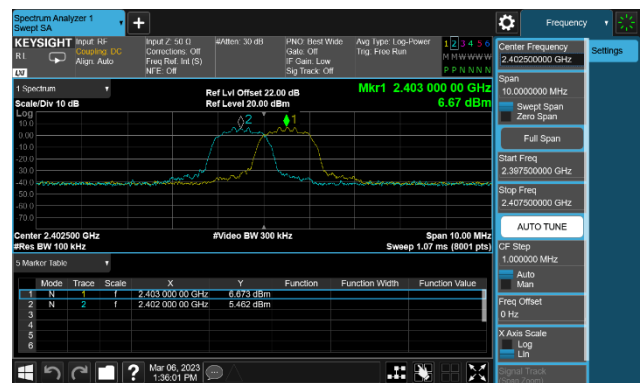 Spectrum Analyzer 1
Swept SA
+
Frequency
KEYSIGHT
Input: RF
Coupling: DC
Align: Auto
RL
LXI
Input Z: 50 Ω
Corrections: Off
Freq Ref: Int (S)
NFE: Off
#Atten: 30 dB
PNO: Best Wide
Gate: Off
IF Gain: Low
Sig Track: Off
Avg Type: Log-Power
Trig: Free Run
1 2 3 4 5 6
M M W W W W
P P N N N N
Center Frequency
2.402500000 GHz
Settings
Span
10.0000000 MHz
Swept Span
Zero Span
Full Span
Start Freq
2.397500000 GHz
Stop Freq
2.407500000 GHz
AUTO TUNE
CF Step
1.000000 MHz
Auto
Man
Freq Offset
0 Hz
X Axis Scale
Log
Lin
Signal Track
(Span Zoom)
1 Spectrum
Scale/Div 10 dB
Ref Lvl Offset 22.00 dB
Ref Level 20.00 dBm
Mkr1 2.403 000 00 GHz
6.67 dBm
Log
10.0
0.00
-10.0
-20.0
-30.0
-40.0
-50.0
-60.0
-70.0
2
1
Center 2.402500 GHz
#Res BW 100 kHz
#Video BW 300 kHz
Span 10.00 MHz
Sweep 1.07 ms (8001 pts)
5 Marker Table
Mode Trace Scale X Y Function Function Width Function Value
1 N 1 f 2.403 000 00 GHz 6.673 dBm
2 N 2 f 2.402 000 00 GHz 5.462 dBm
3
4
5
6
?
Mar 06, 2023
1:36:01 PM